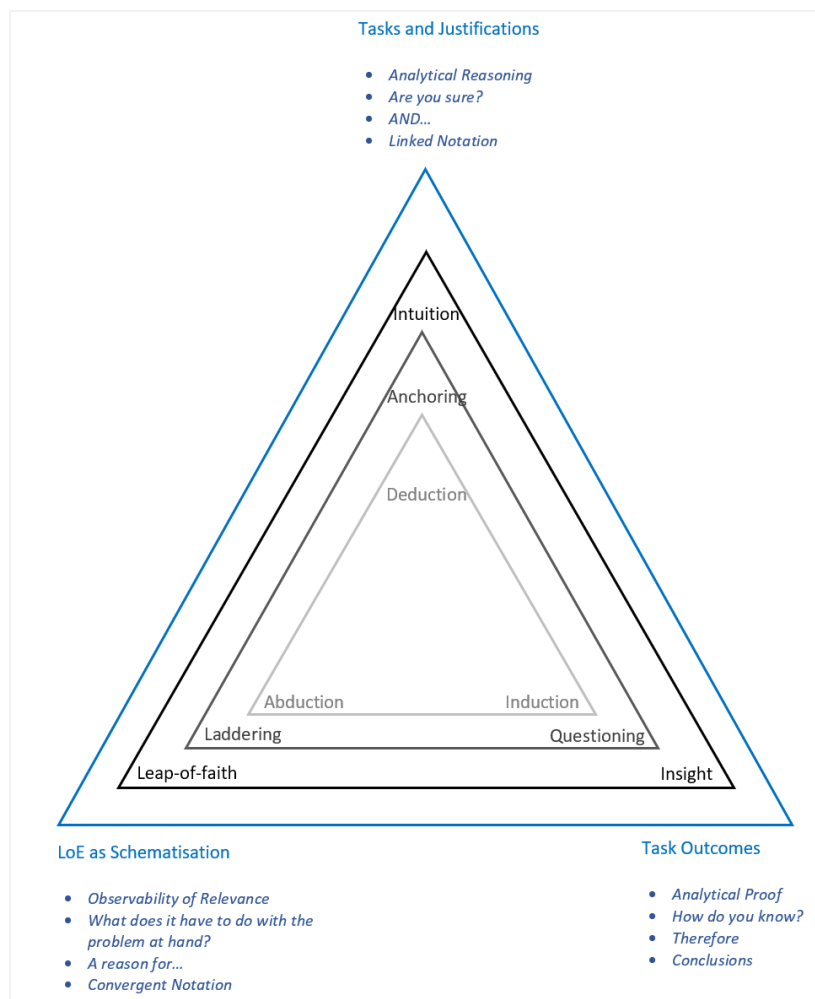 Tasks and Justifications
• Analytical Reasoning
• Are you sure?
• AND…
• Linked Notation
Intuition
Anchoring
Deduction
Abduction
Induction
Laddering
Questioning
Leap-of-faith
Insight
LoE as Schematisation
• Observability of Relevance
• What does it have to do with the
problem at hand?
• A reason for…
• Convergent Notation
Task Outcomes
• Analytical Proof
• How do you know?
• Therefore
• Conclusions